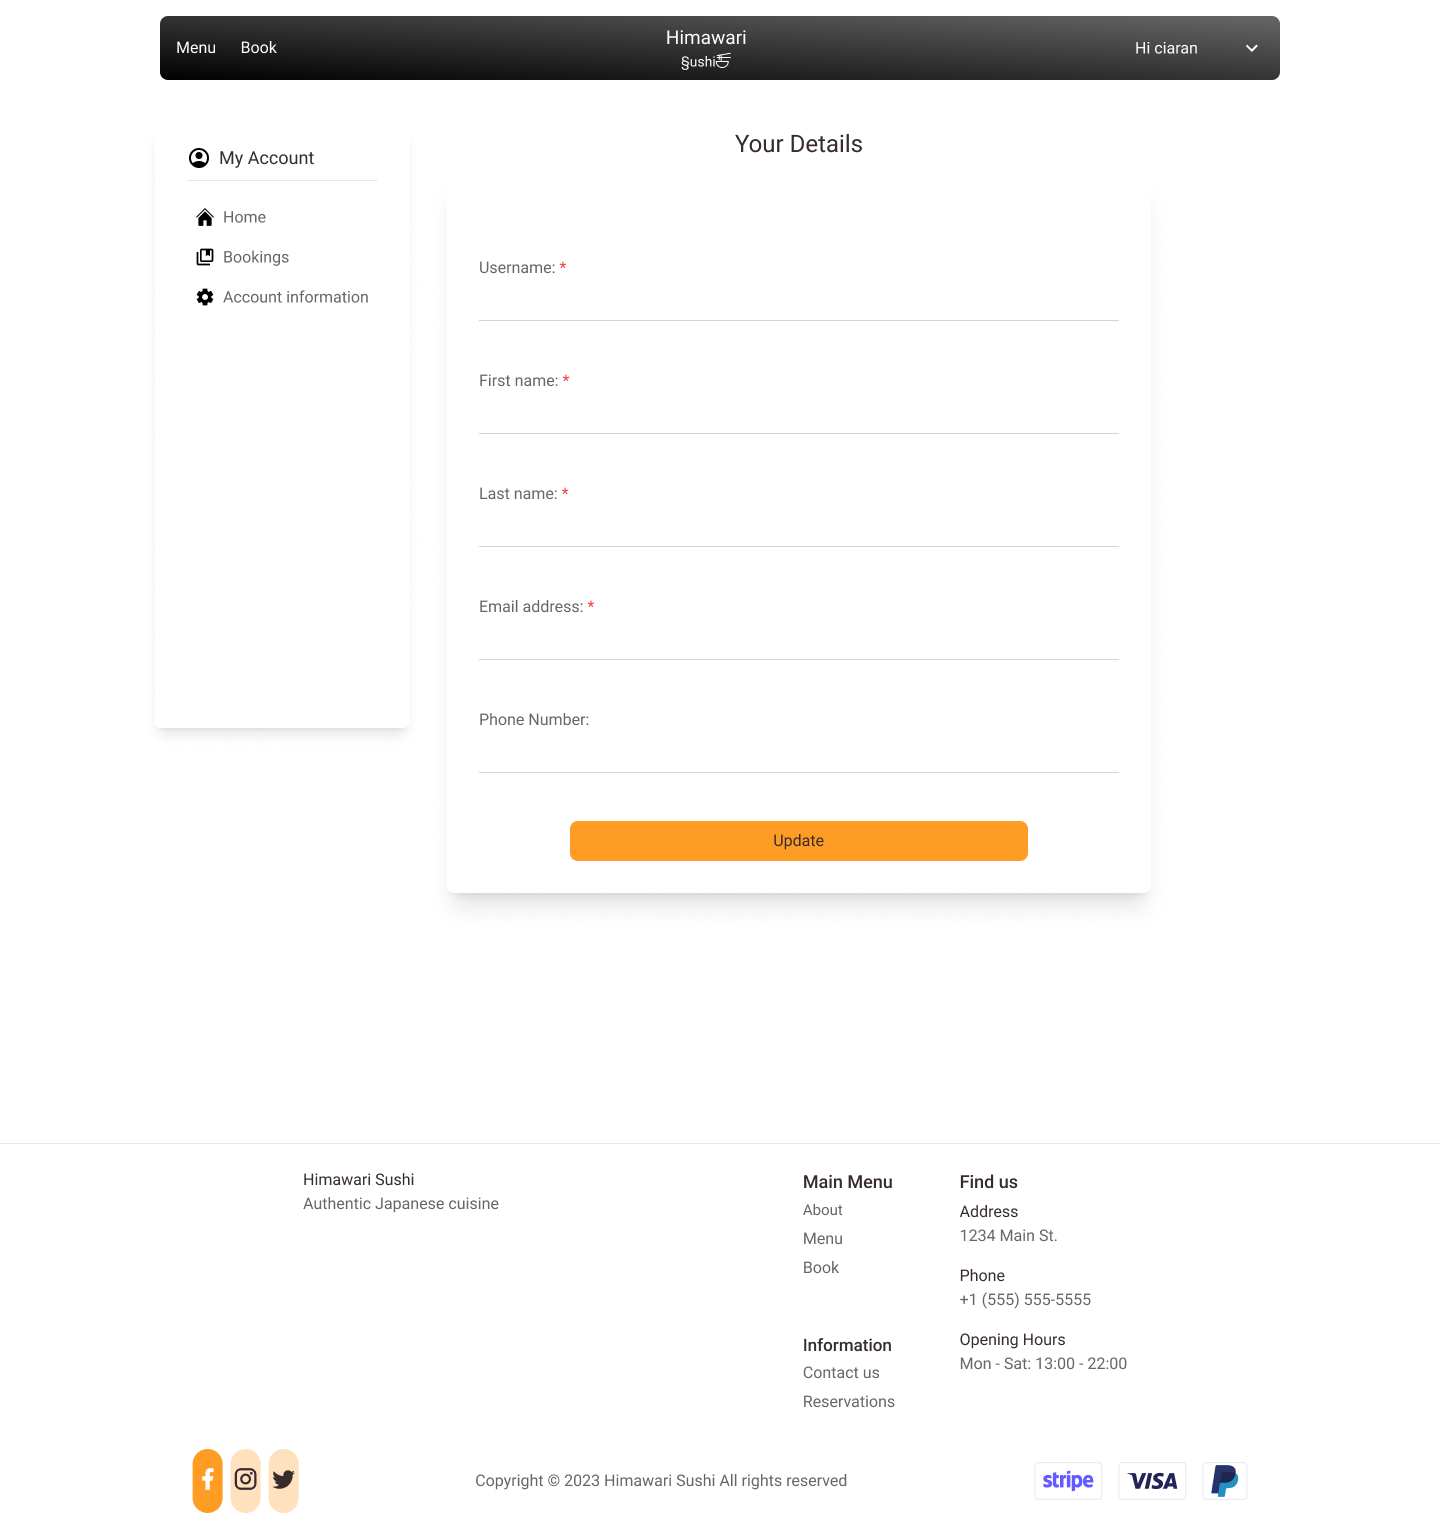 Menu
Book
Himawari
Sushi
Hi ciaran
My Account
Home
Bookings
Account information
Your Details
Username: *
First name: *
Last name: *
Email address: *
Phone Number:
Update
Himawari Sushi
Authentic Japanese cuisine
Main Menu
About
Menu
Book
Information
Contact us
Reservations
Find us
Address
1234 Main St.
Phone
+1 (555) 555-5555
Opening Hours
Mon - Sat: 13:00 - 22:00
Copyright © 2023 Himawari Sushi All rights reserved
stripe
VISA